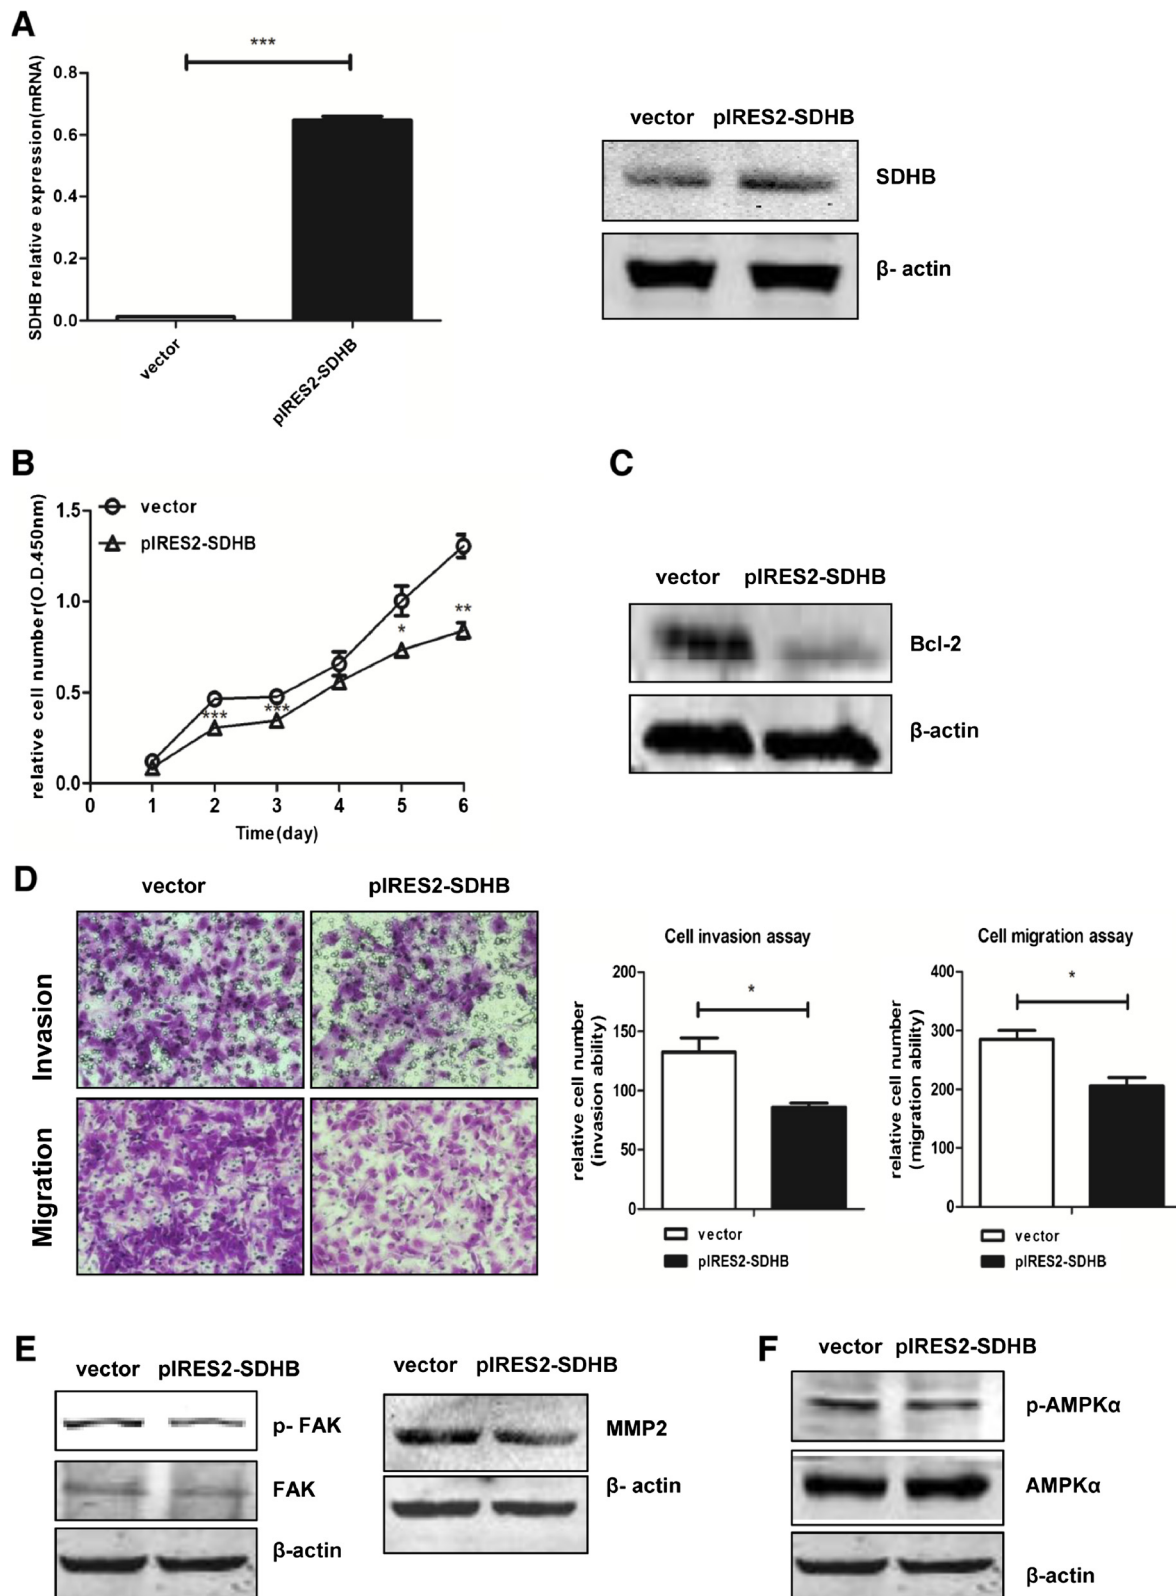 A
***
SDHB relative expression(mRNA)
0.8
0.6
0.4
0.2
0.0
vector
pIRES2-SDHB
vector pIRES2-SDHB
SDHB
β- actin
B
relative cell number(O.D.450nm)
1.5
1.0
0.5
0.0
vector
pIRES2-SDHB
***
***
*
**
0 1 2 3 4 5 6
Time(day)
C
vector pIRES2-SDHB
Bcl-2
β-actin
D
vector pIRES2-SDHB
Invasion
Migration
Cell invasion assay
relative cell number
(invasion ability)
200
150
100
50
0
*
vector
pIRES2-SDHB
Cell migration assay
relative cell number
(migration ability)
400
300
200
100
0
*
vector
pIRES2-SDHB
E
vector pIRES2-SDHB
p- FAK
FAK
β-actin
vector pIRES2-SDHB
MMP2
β- actin
F
vector pIRES2-SDHB
p-AMPKα
AMPKα
β-actin